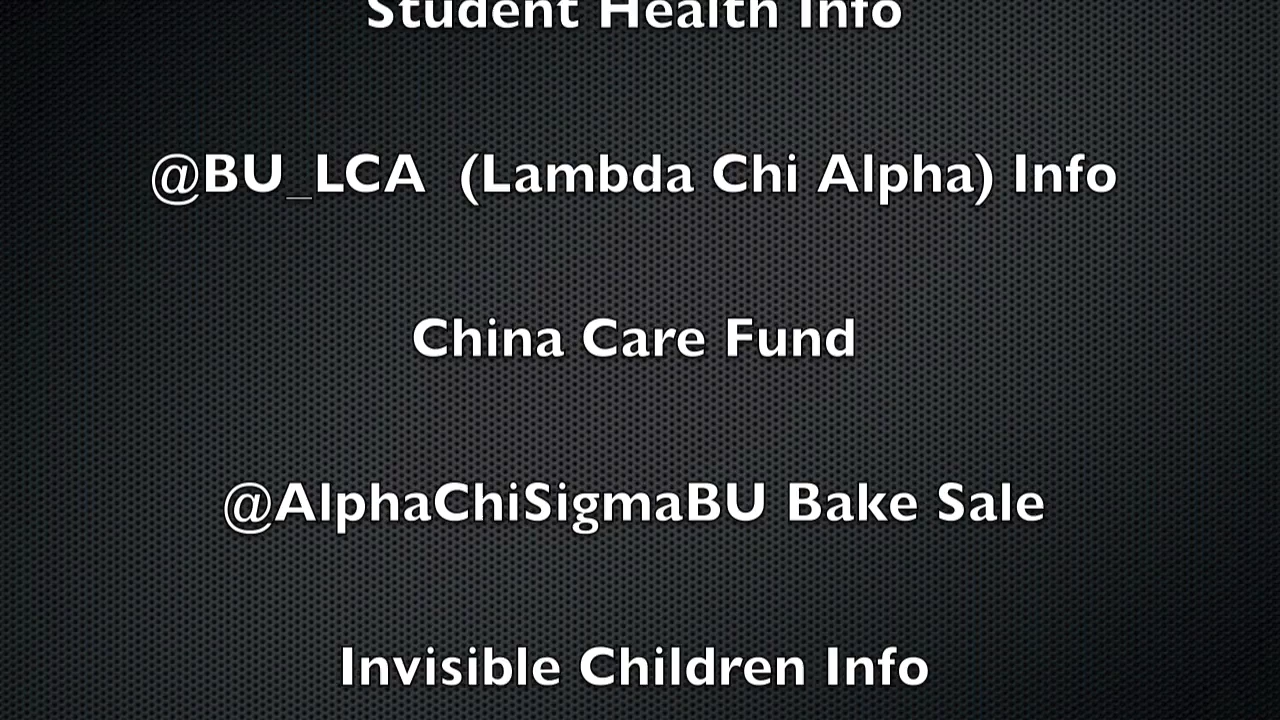 Student Health Info
@BU_LCA (Lambda Chi Alpha) Info
China Care Fund
@AlphaChiSigmaBU Bake Sale
Invisible Children Info